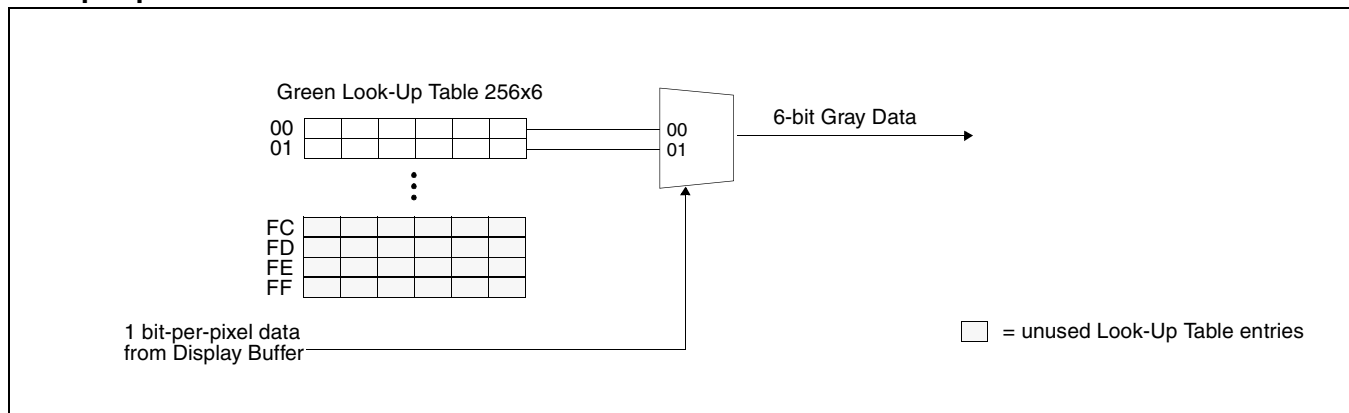 Green Look-Up Table 256x6
00
01
00
01
6-bit Gray Data
FC
FD
FE
FF
1 bit-per-pixel data
from Display Buffer
= unused Look-Up Table entries